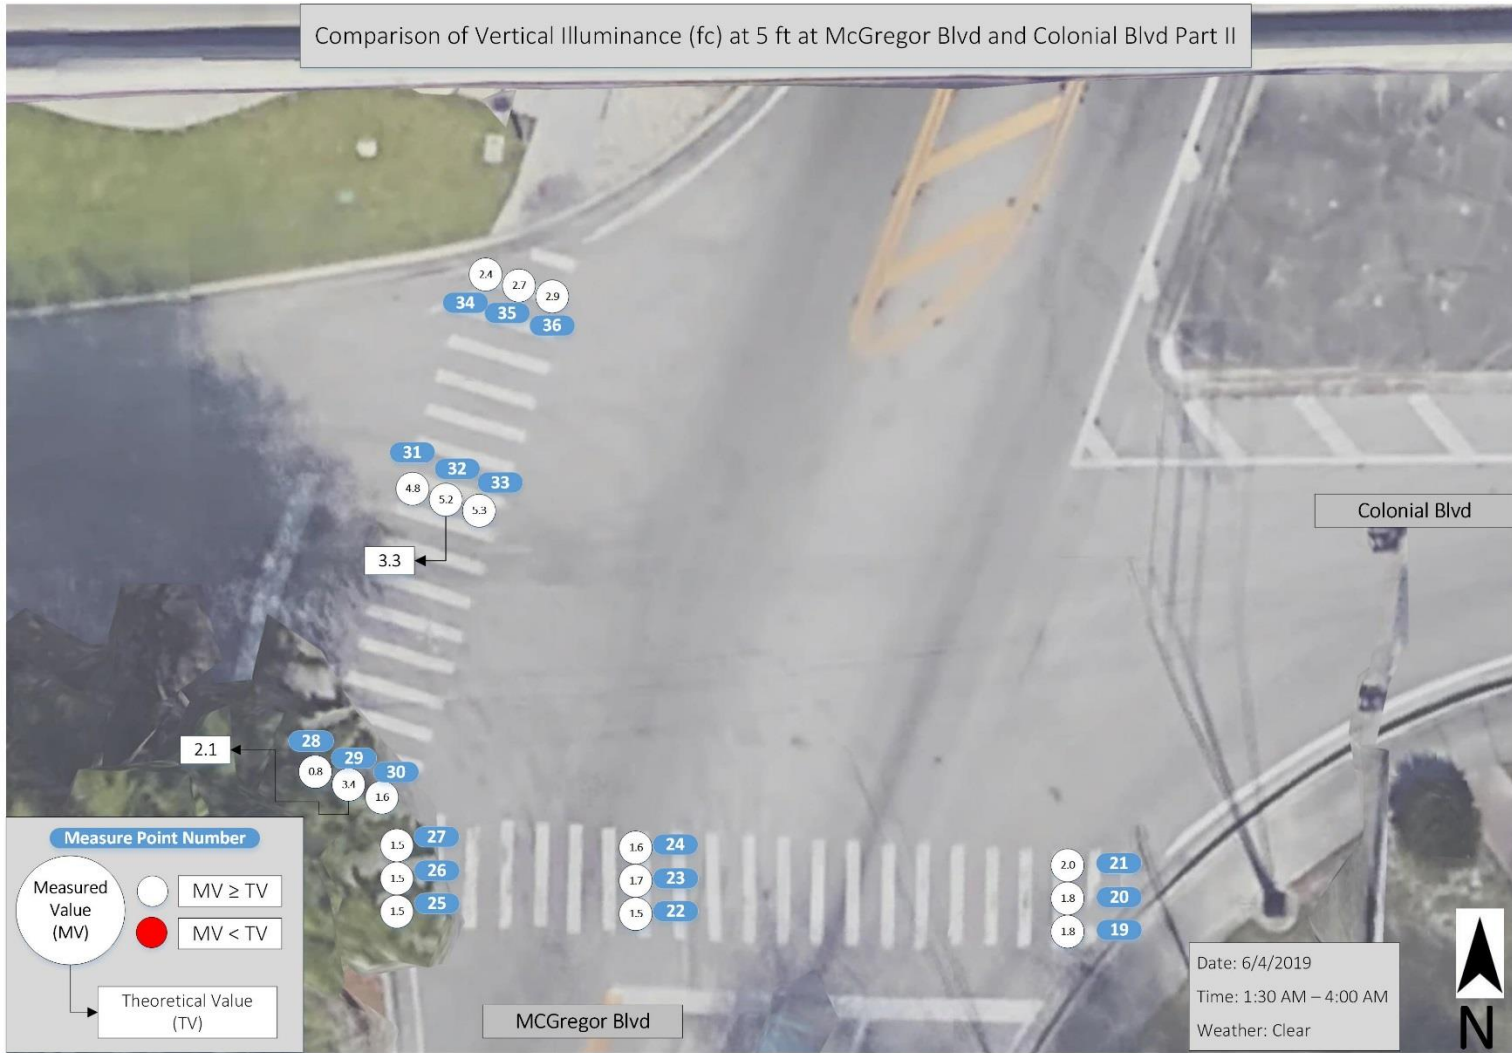 Comparison of Vertical Illuminance (fc) at 5 ft at McGregor Blvd and Colonial Blvd Part II
2.4
2.7
2.9
34
35
36
31
32
33
4.8
5.2
5.3
3.3
Colonial Blvd
28
29
30
2.1
0.8
3.4
1.6
1.5
27
1.5
26
1.5
25
1.6
24
1.7
23
1.5
22
2.0
21
1.8
20
1.8
19
Measure Point Number
Measured
Value
(MV)
MV ≥ TV
MV < TV
Theoretical Value
(TV)
MCGregor Blvd
Date: 6/4/2019
Time: 1:30 AM – 4:00 AM
Weather: Clear
N